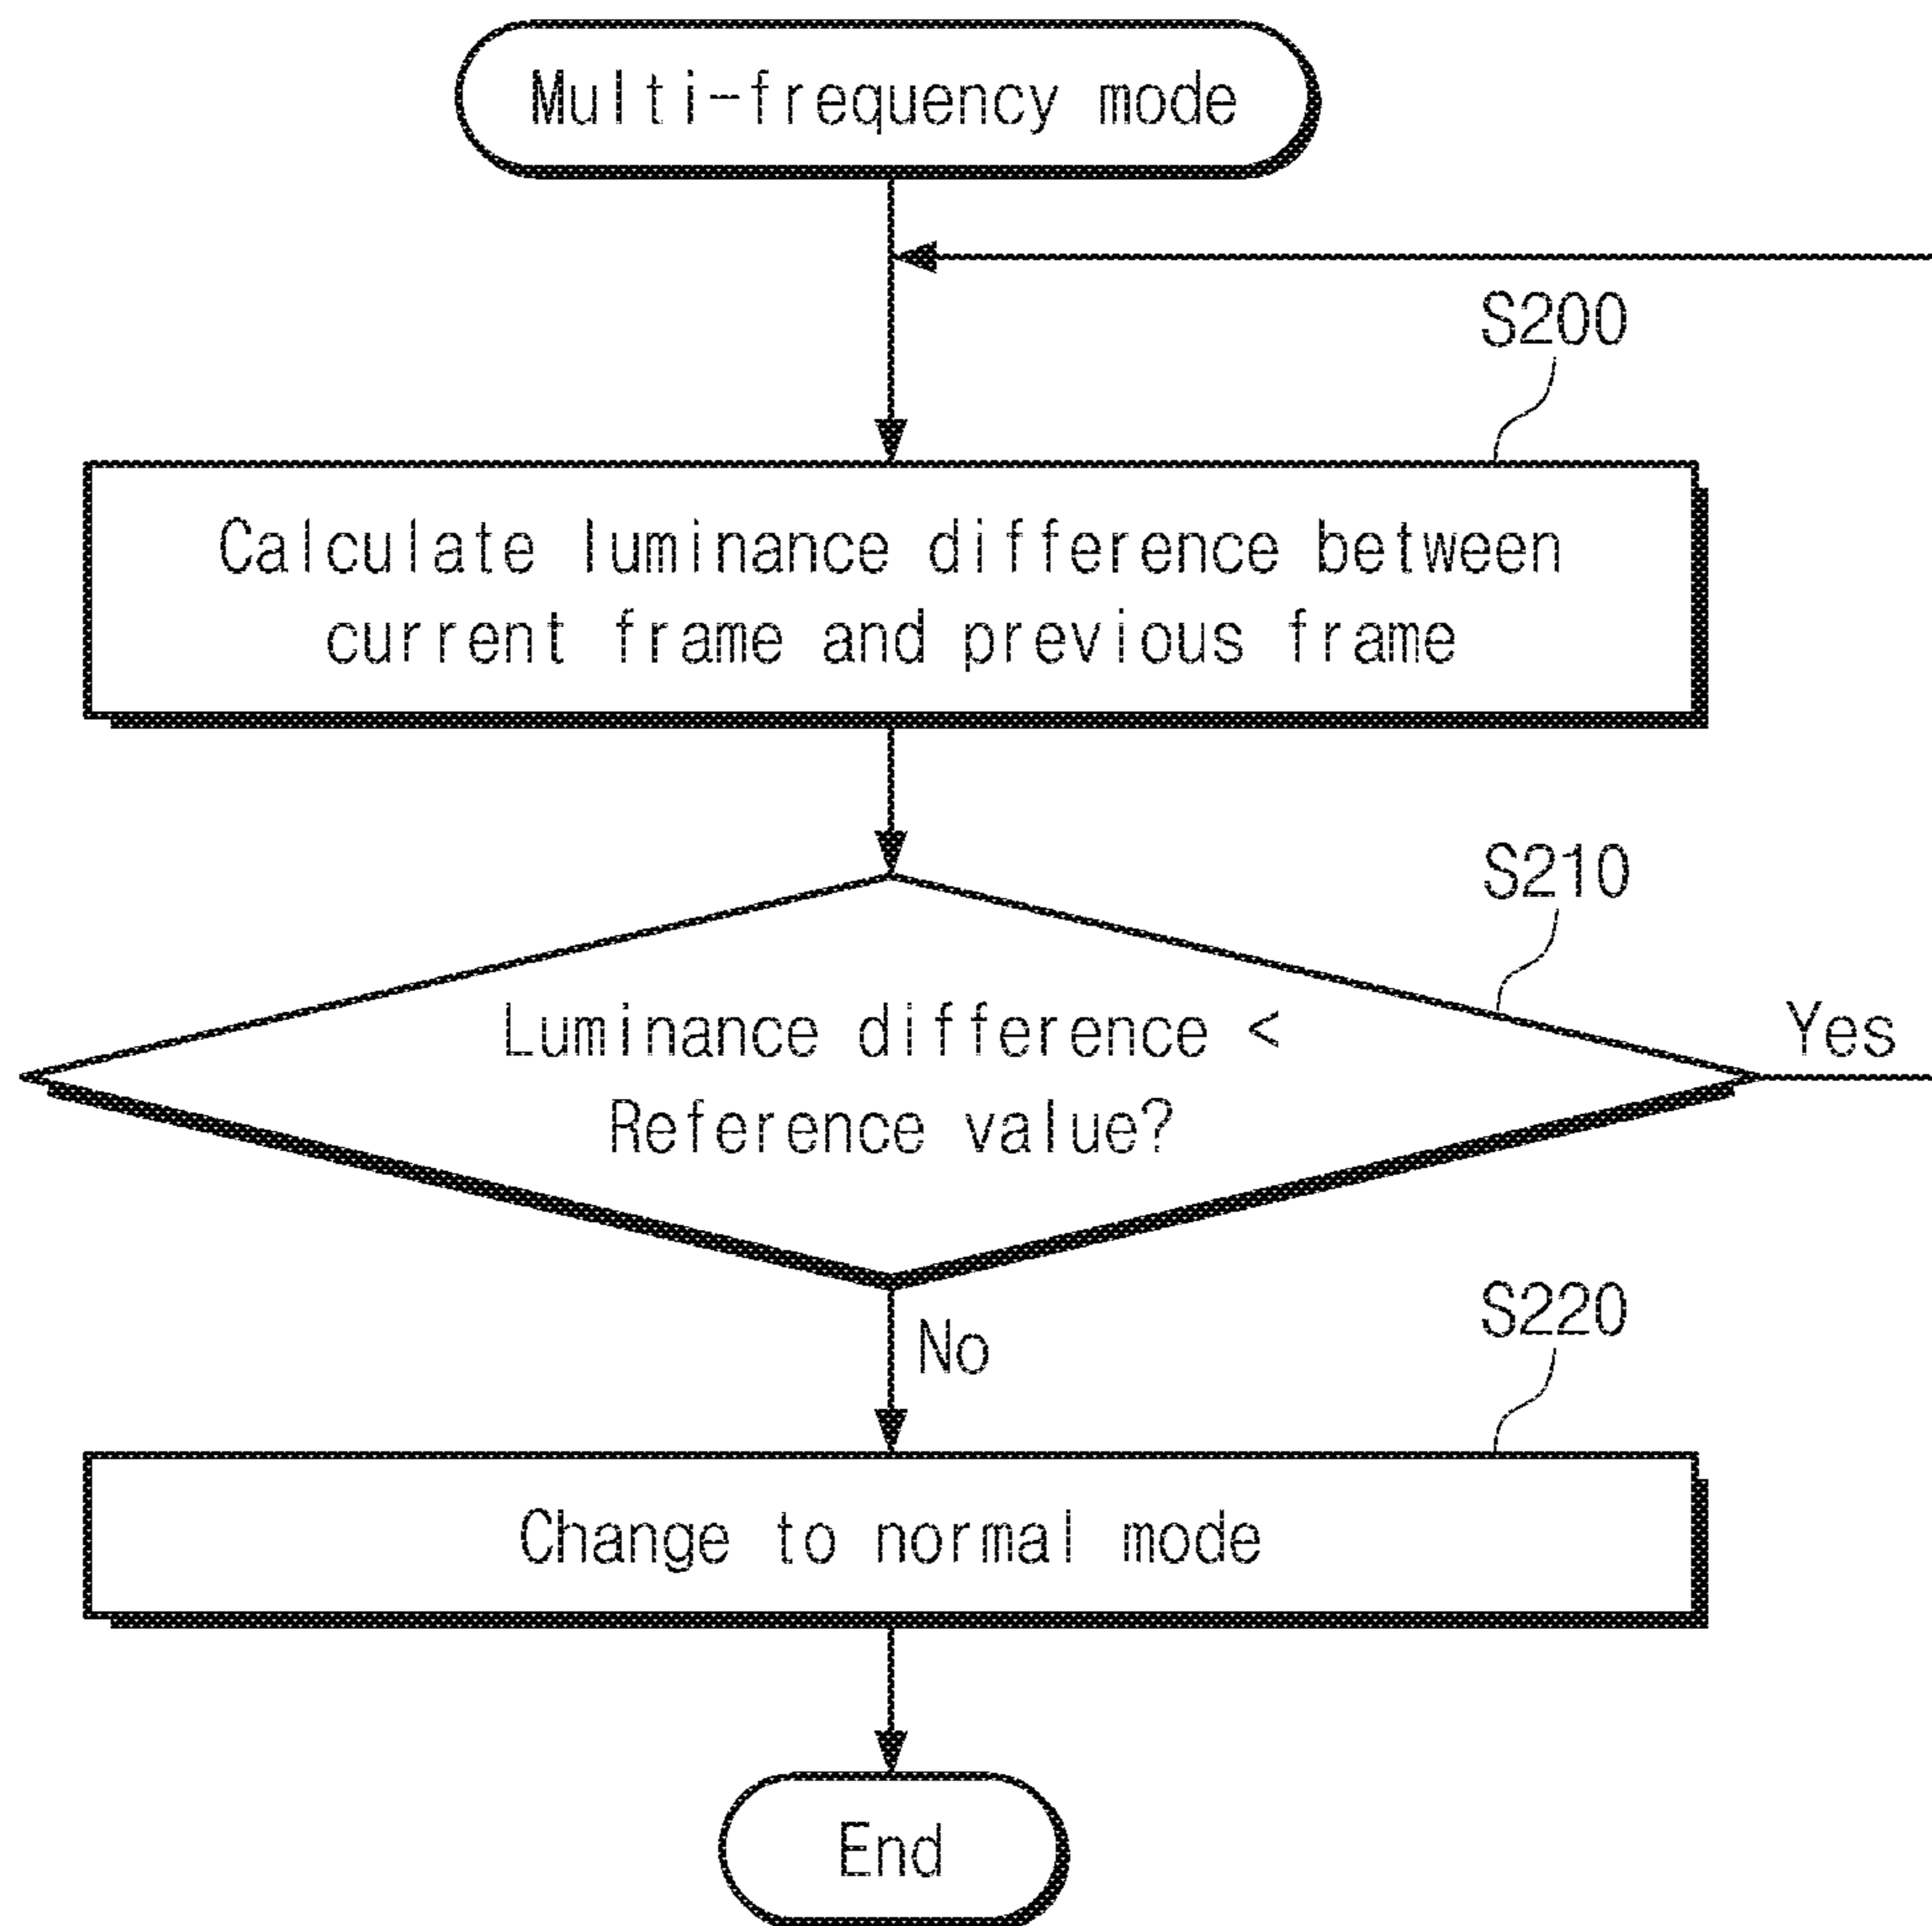 Multi-frequency mode
S200
Calculate luminance difference between
current frame and previous frame
S210
Luminance difference <
Reference value?
Yes
No
S220
Change to normal mode
End